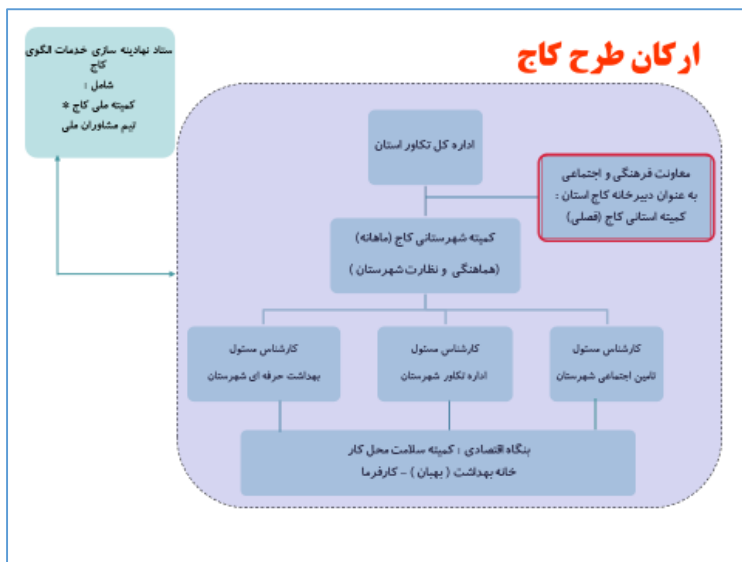 ارکان طرح کاج
ستاد نهادینه سازی خدمات الگوی
کاج
شامل :
کمیته ملی کاج *
تیم مشاوران ملی
اداره کل تکاور استان
معاونت فرهنگی و اجتماعی
به عنوان دبیرخانه کاج استان :
کمیته استانی کاج (فصلی)
کمیته شهرستانی کاج (ماهانه)
(هماهنگی و نظارت شهرستان )
کارشناس مسئول
تامین اجتماعی شهرستان
کارشناس مسئول
اداره تکاور شهرستان
کارشناس مسئول
بهداشت حرفه ای شهرستان
بنگاه اقتصادی : کمیته سلامت محل کار
خانه بهداشت ( بهبان ) – کارفرما